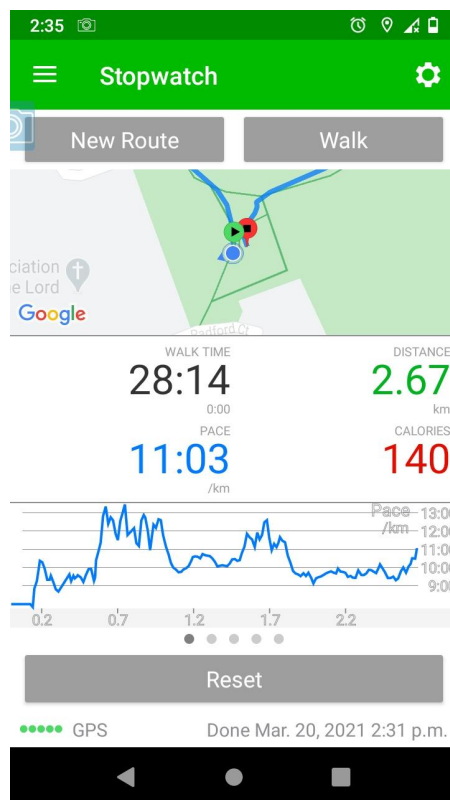 2:35
Stopwatch
New Route
Walk
ciation
e Lord
Google
Radford Ct
WALK TIME
DISTANCE
28:14
2.67
0:00
km
PACE
CALORIES
11:03
140
/km
Pace
/km
13:00
12:00
11:00
10:00
9:00
0.2 0.7 1.2 1.7 2.2
Reset
GPS
Done Mar. 20, 2021 2:31 p.m.